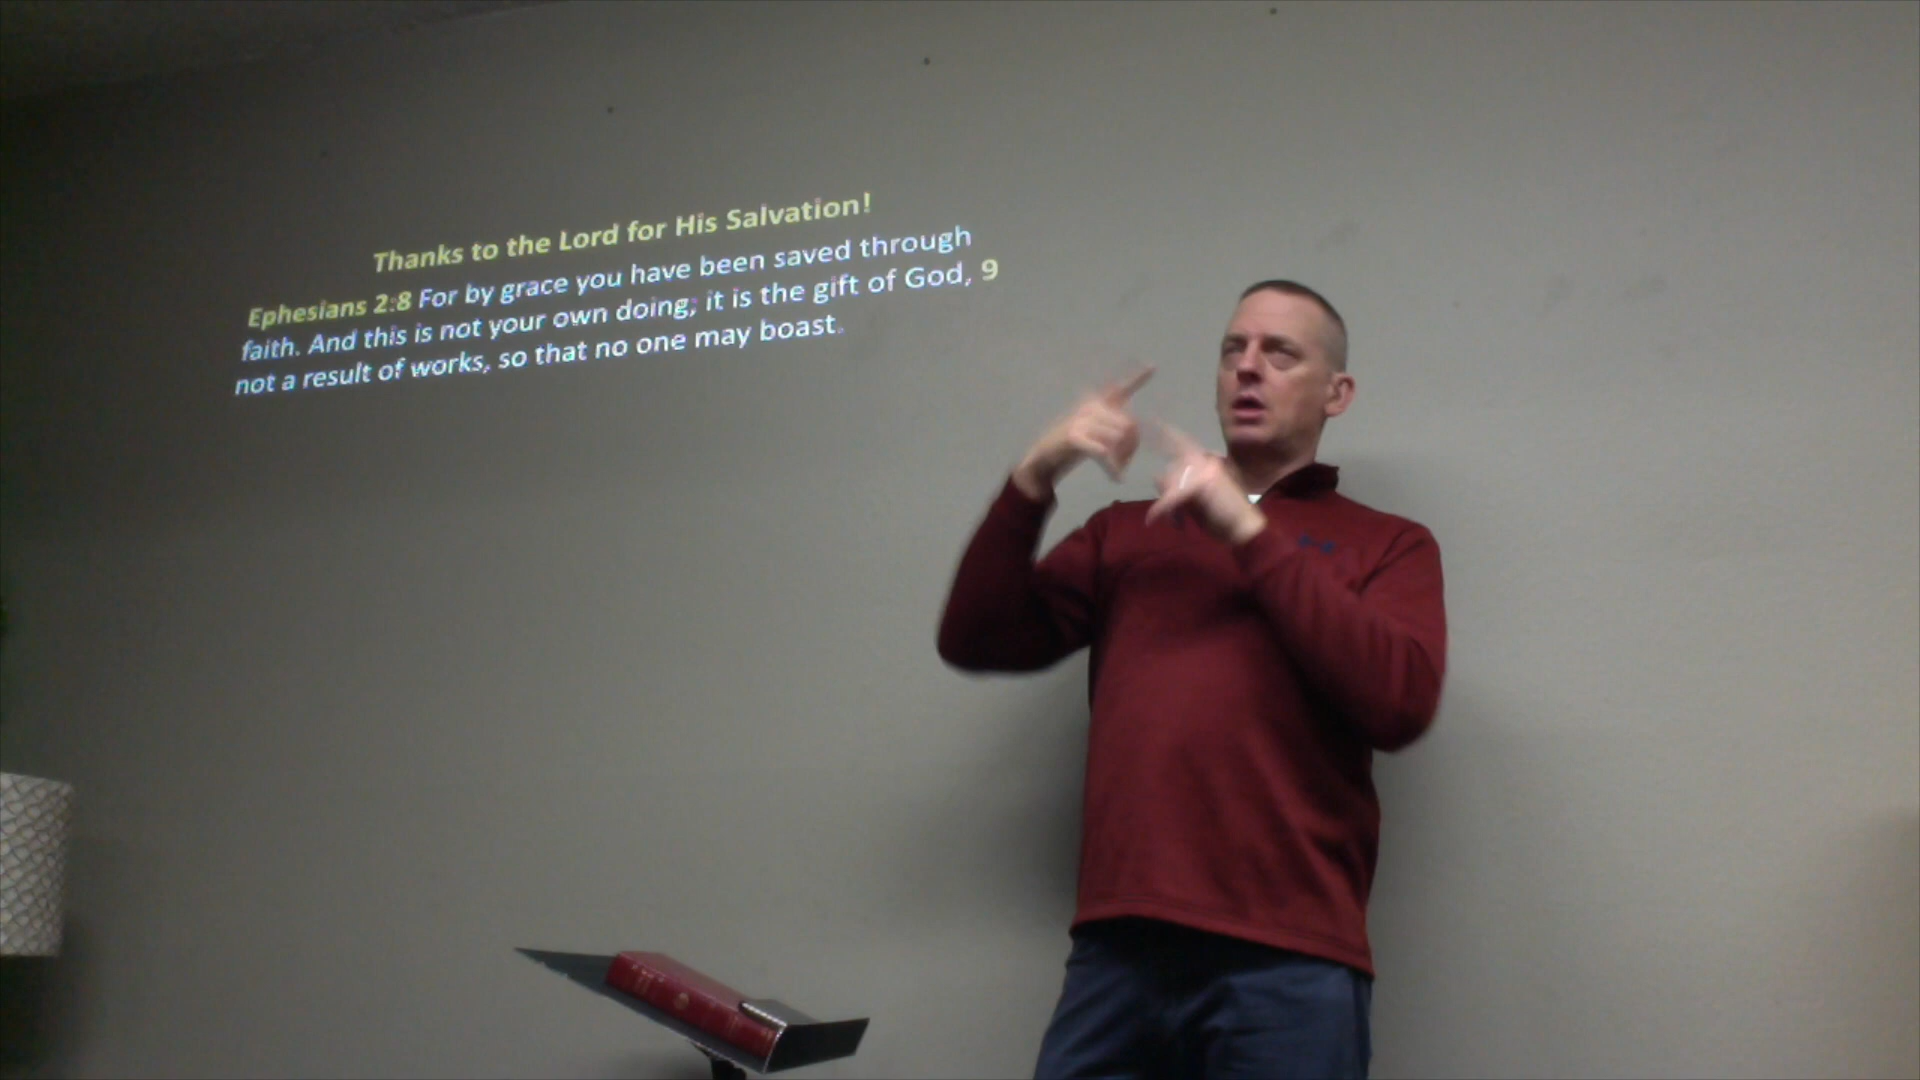 Thanks to the Lord for His Salvation!
Ephesians 2:8 For by grace you have been saved through
faith. And this is not your own doing; it is the gift of God, 9
not a result of works, so that no one may boast.